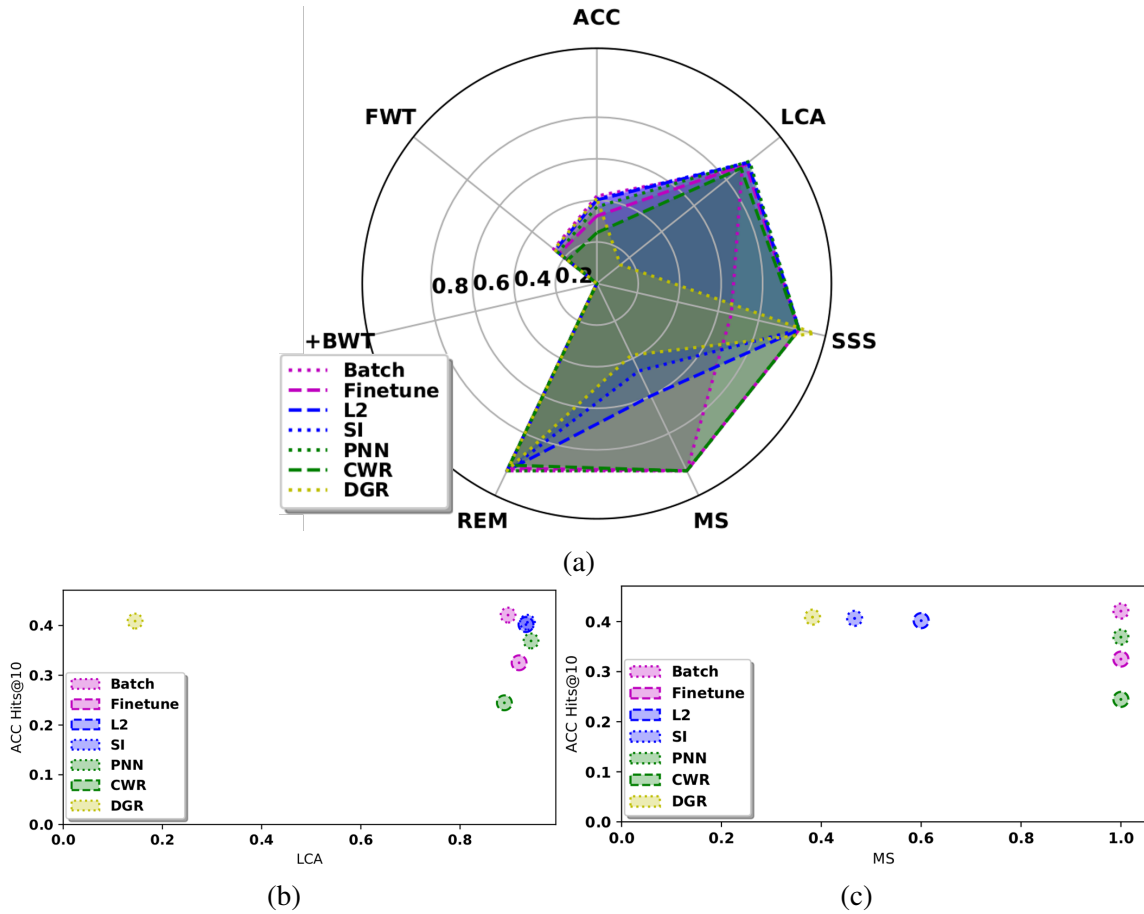 ACC
FWT
LCA
0.8 0.6 0.4 0.2
+BWT
SSS
Batch
Finetune
L2
SI
PNN
CWR
DGR
REM
MS
(a)
ACC Hits@10
0.4
0.3
0.2
0.1
0.0
Batch
Finetune
L2
SI
PNN
CWR
DGR
0.0 0.2 0.4 0.6 0.8
LCA
(b)
ACC Hits@10
0.4
0.3
0.2
0.1
0.0
Batch
Finetune
L2
SI
PNN
CWR
DGR
0.0 0.2 0.4 0.6 0.8 1.0
MS
(c)